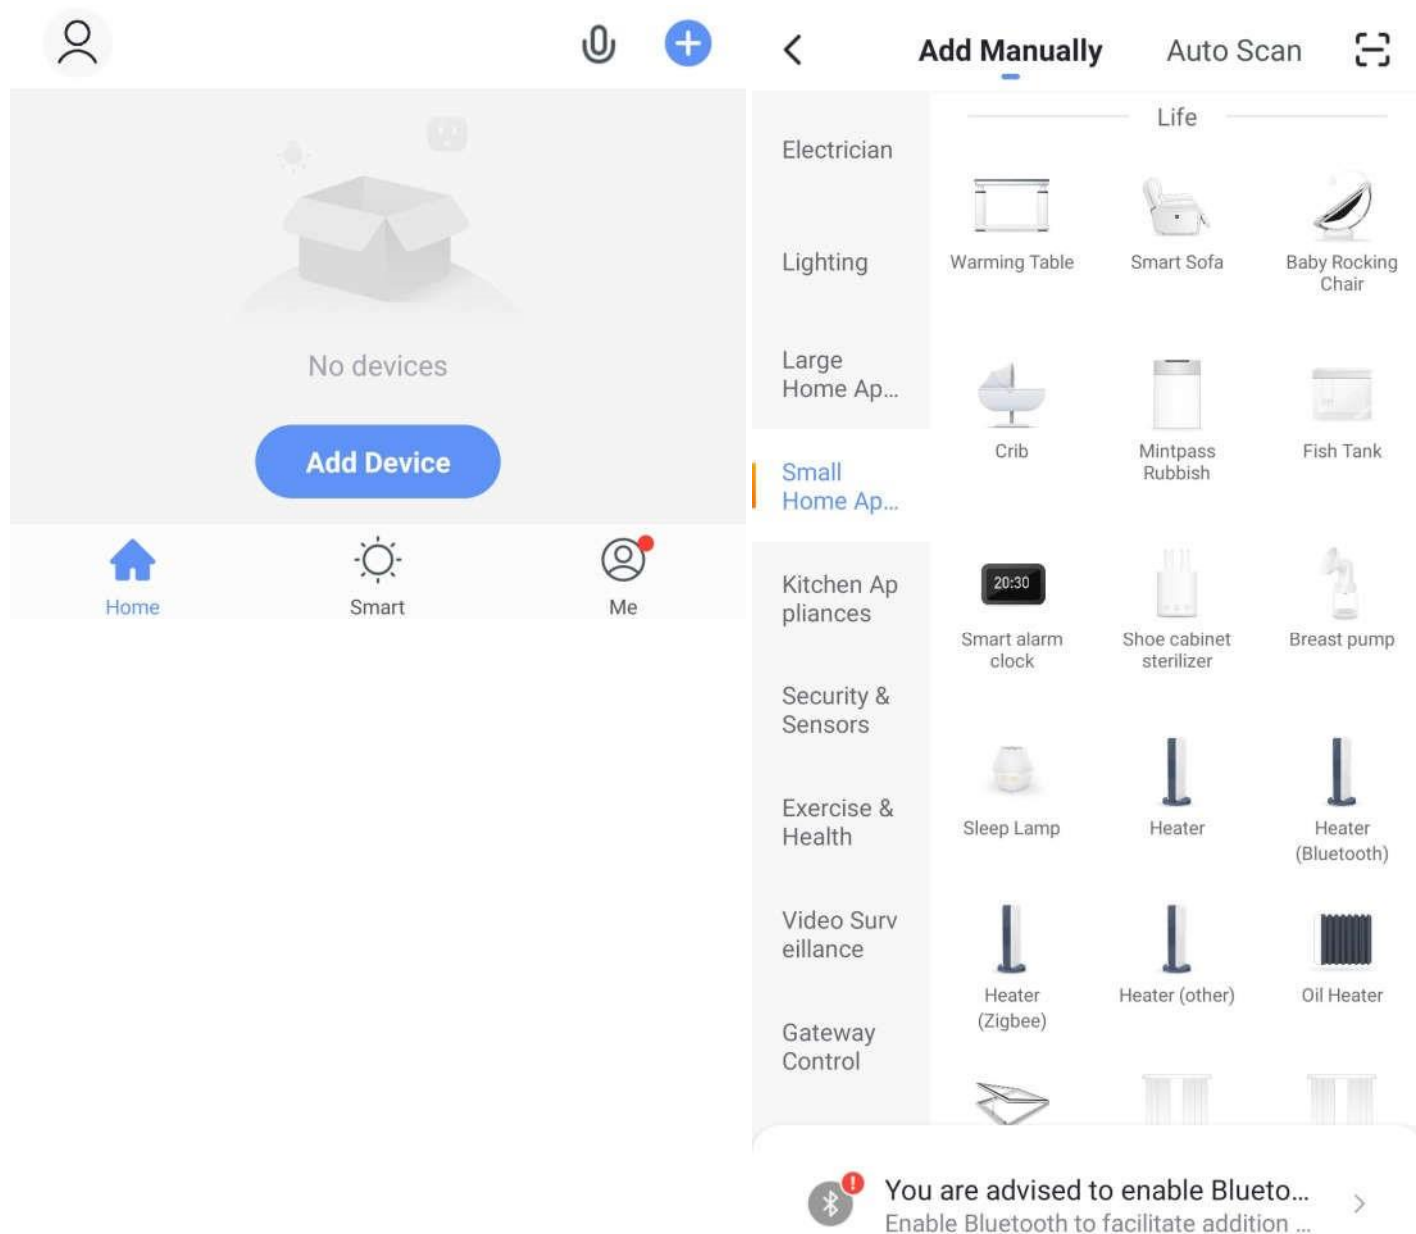 No devices
Add Device
Home
Smart
Me
Add Manually
Auto Scan
Electrician
Lighting
Large
Home Ap...
Small
Home Ap...
Kitchen Ap
pliances
Security &
Sensors
Exercise &
Health
Video Surv
eillance
Gateway
Control
Life
Warming Table
Smart Sofa
Baby Rocking
Chair
Crib
Mintpass
Rubbish
Fish Tank
20:30
Smart alarm
clock
Shoe cabinet
sterilizer
Breast pump
Sleep Lamp
Heater
Heater
(Bluetooth)
Heater
(Zigbee)
Heater (other)
Oil Heater
You are advised to enable Blueto...
Enable Bluetooth to facilitate addition ...